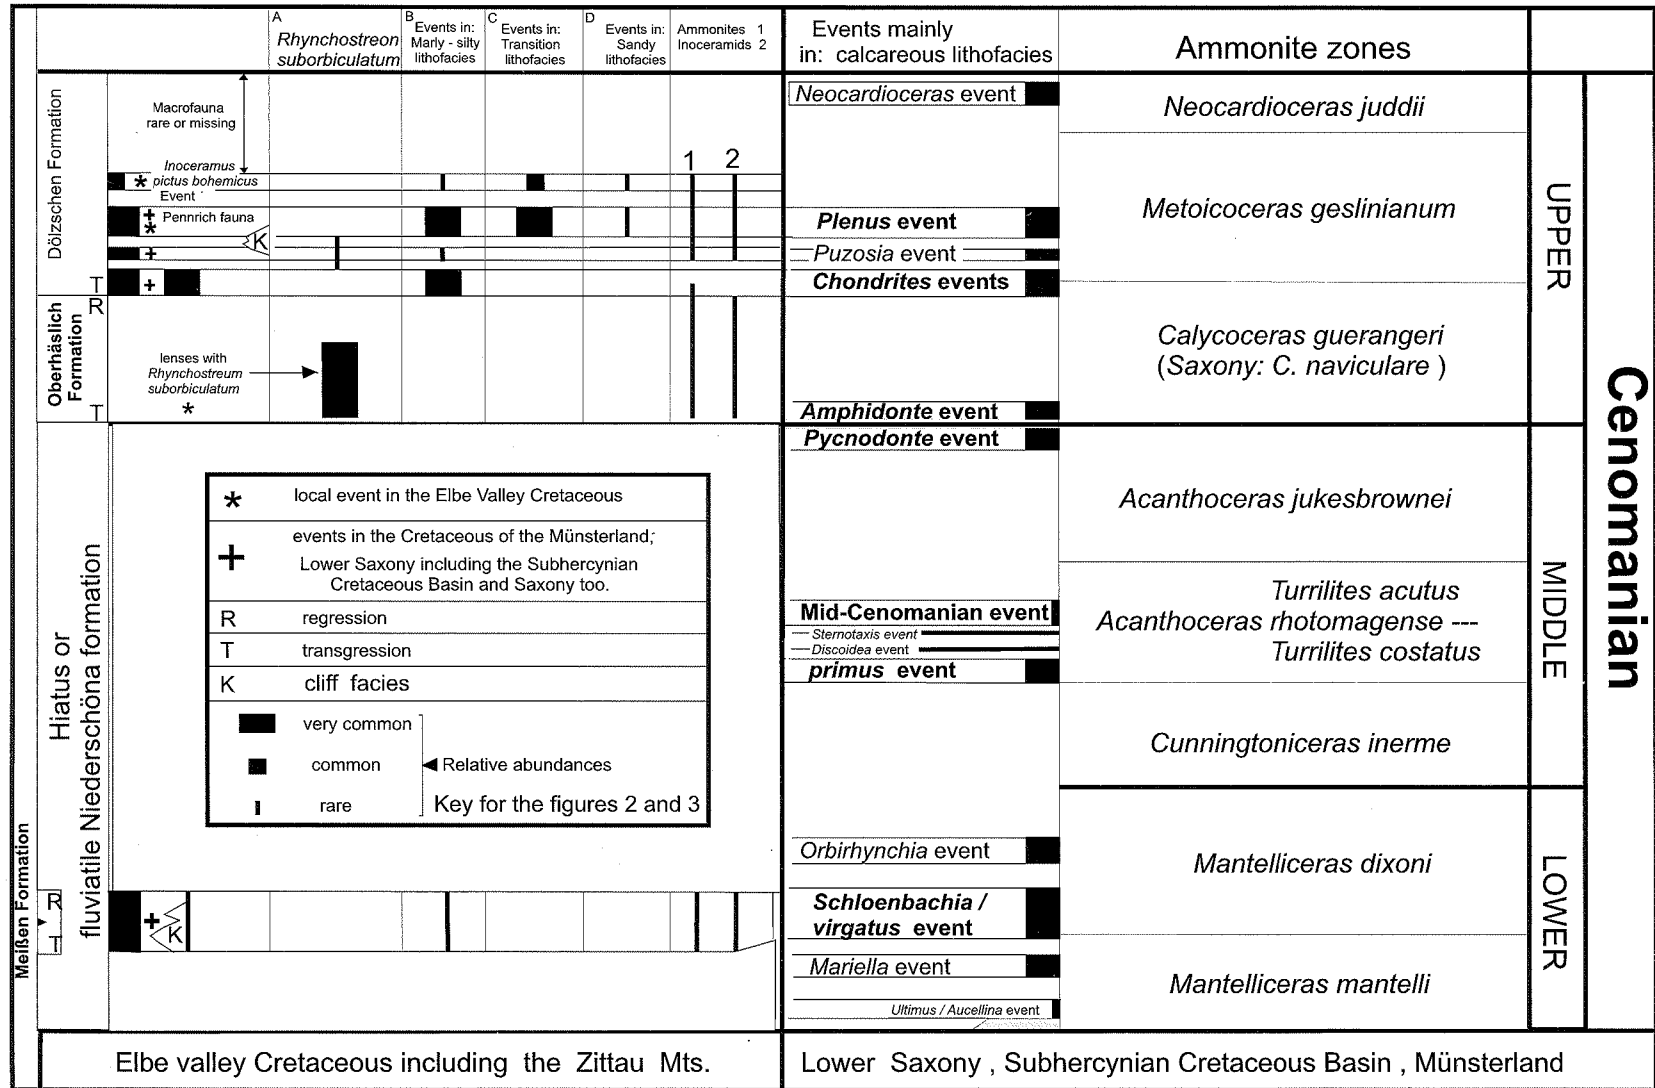 A
Rhynchostreon
suborbiculatum
B
Events in:
Marly - silty
lithofacies
C
Events in:
Transition
lithofacies
D
Events in:
Sandy
lithofacies
Ammonites 1
Inoceramids 2
Events mainly
in: calcareous lithofacies
Ammonite zones
Dölzschen Formation
T
Macrofauna
rare or missing
Inoceramus
* pictus bohemicus
Event
+ Pennrich fauna
*
K
+
+
1 2
Oberhäslich
Formation
R
T
lenses with
Rhynchostreum
suborbiculatum
*
Hiatus or
fluviatile Niederschöna formation
Meißen Formation
R
T
+
K
* local event in the Elbe Valley Cretaceous
+ events in the Cretaceous of the Münsterland;
Lower Saxony including the Subhercynian
Cretaceous Basin and Saxony too.
R regression
T transgression
K cliff facies
very common
common
rare
Relative abundances
Key for the figures 2 and 3
Neocardioceras event
Plenus event
Puzosia event
Chondrites events
Amphidonte event
Pycnodonte event
Mid-Cenomanian event
Sternotaxis event
Discoidea event
primus event
Orbirhynchia event
Schloenbachia /
virgatus event
Mariella event
Ultimus / Aucellina event
Neocardioceras juddii
Metoicoceras geslinianum
Calycoceras guerangeri
(Saxony: C. naviculare )
Acanthoceras jukesbrownei
Turrilites acutus
Acanthoceras rhotomagense ---
Turrilites costatus
Cunningtoniceras inerme
Mantelliceras dixoni
Mantelliceras mantelli
UPPER
MIDDLE
LOWER
Cenomanian
Elbe valley Cretaceous including the Zittau Mts.
Lower Saxony , Subhercynian Cretaceous Basin , Münsterland